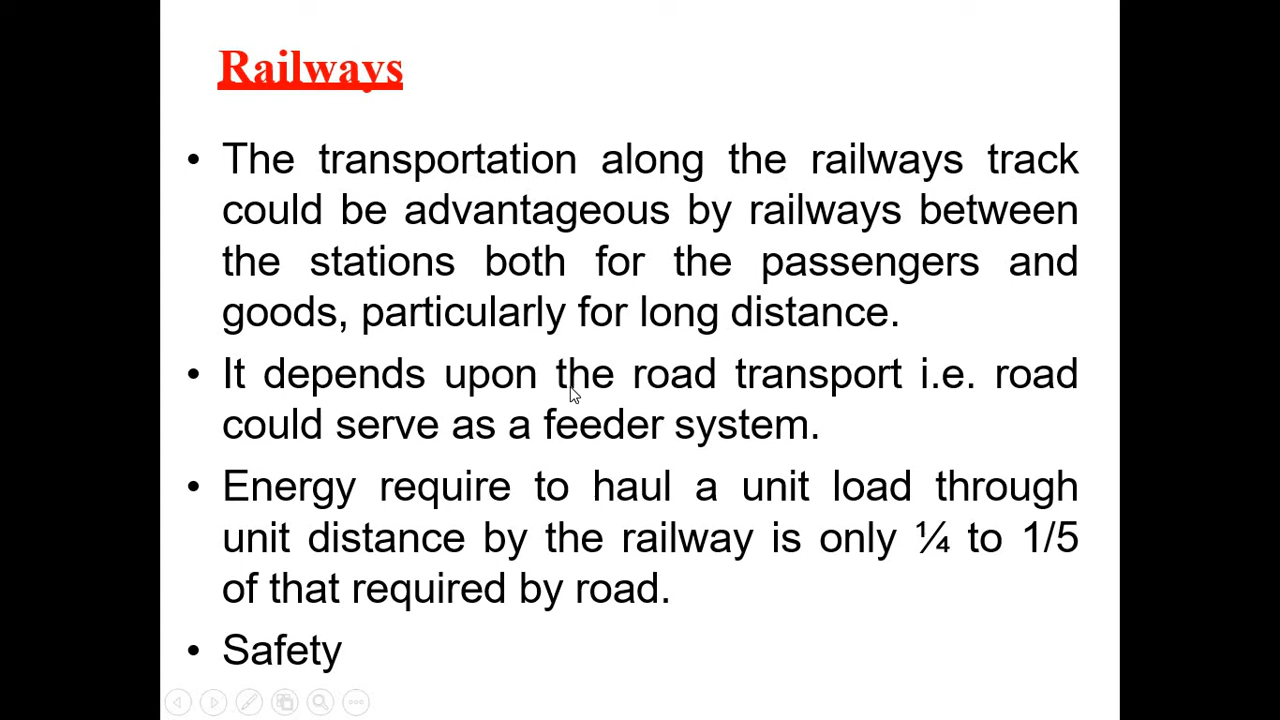 Railways
• The transportation along the railways track
could be advantageous by railways between
the stations both for the passengers and
goods, particularly for long distance.
• It depends upon the road transport i.e. road
could serve as a feeder system.
• Energy require to haul a unit load through
unit distance by the railway is only ¼ to 1/5
of that required by road.
• Safety